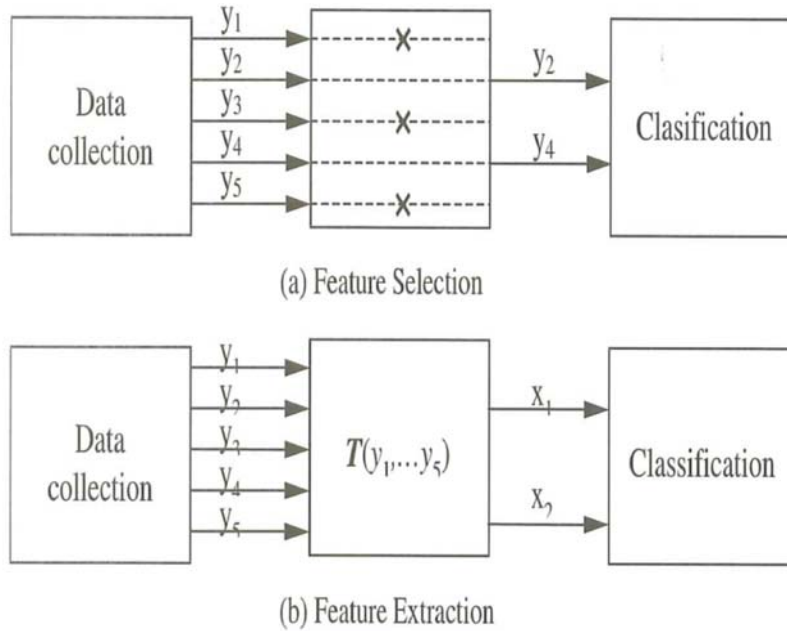 y₁
y₂
y₃
y₄
y₅
Data
collection
y₂
y₄
Clasification
(a) Feature Selection
y₁
y₂
y₃
y₄
y₅
Data
collection
T(y₁,...y₅)
x₁
x₂
Classification
(b) Feature Extraction